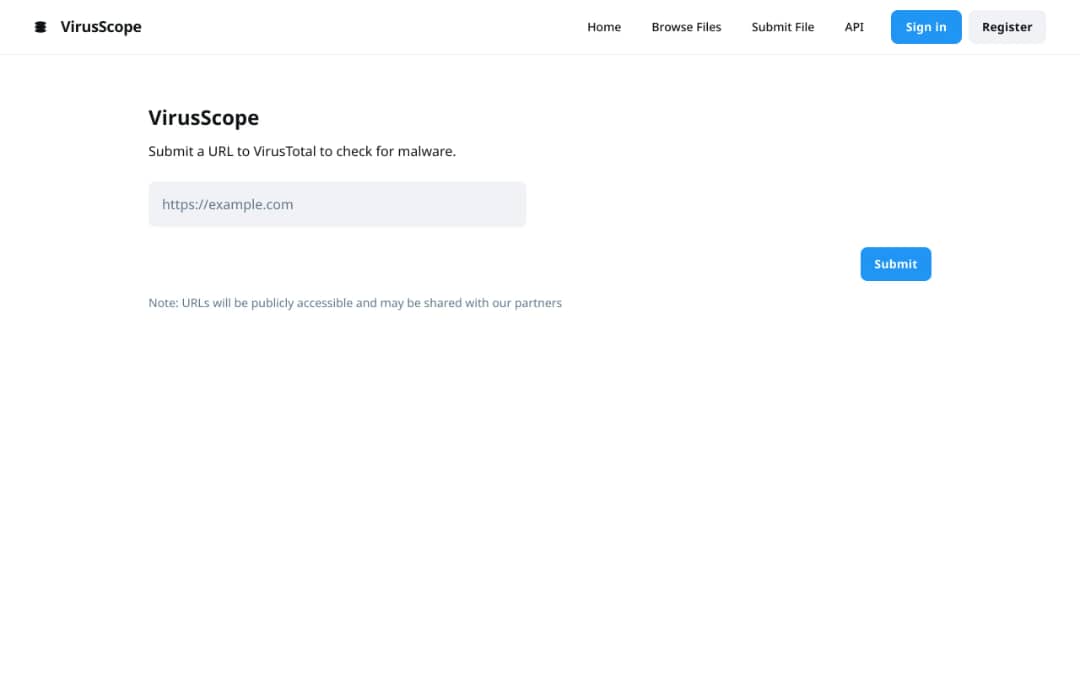 VirusScope
Home
Browse Files
Submit File
API
Sign in
Register
VirusScope
Submit a URL to VirusTotal to check for malware.
https://example.com
Submit
Note: URLs will be publicly accessible and may be shared with our partners